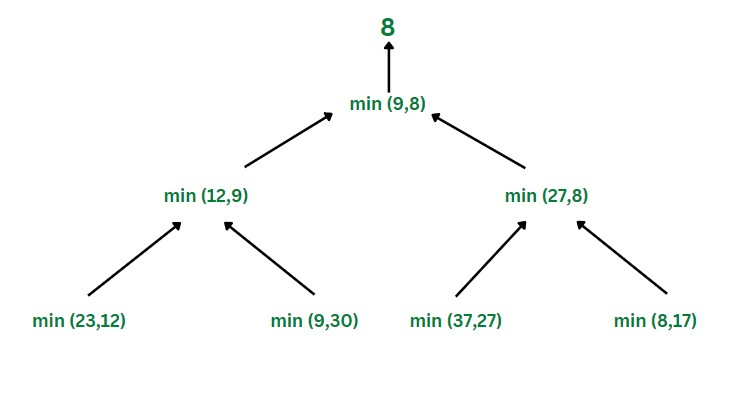 8
min (9,8)
min (12,9)
min (27,8)
min (23,12)
min (9,30)
min (37,27)
min (8,17)